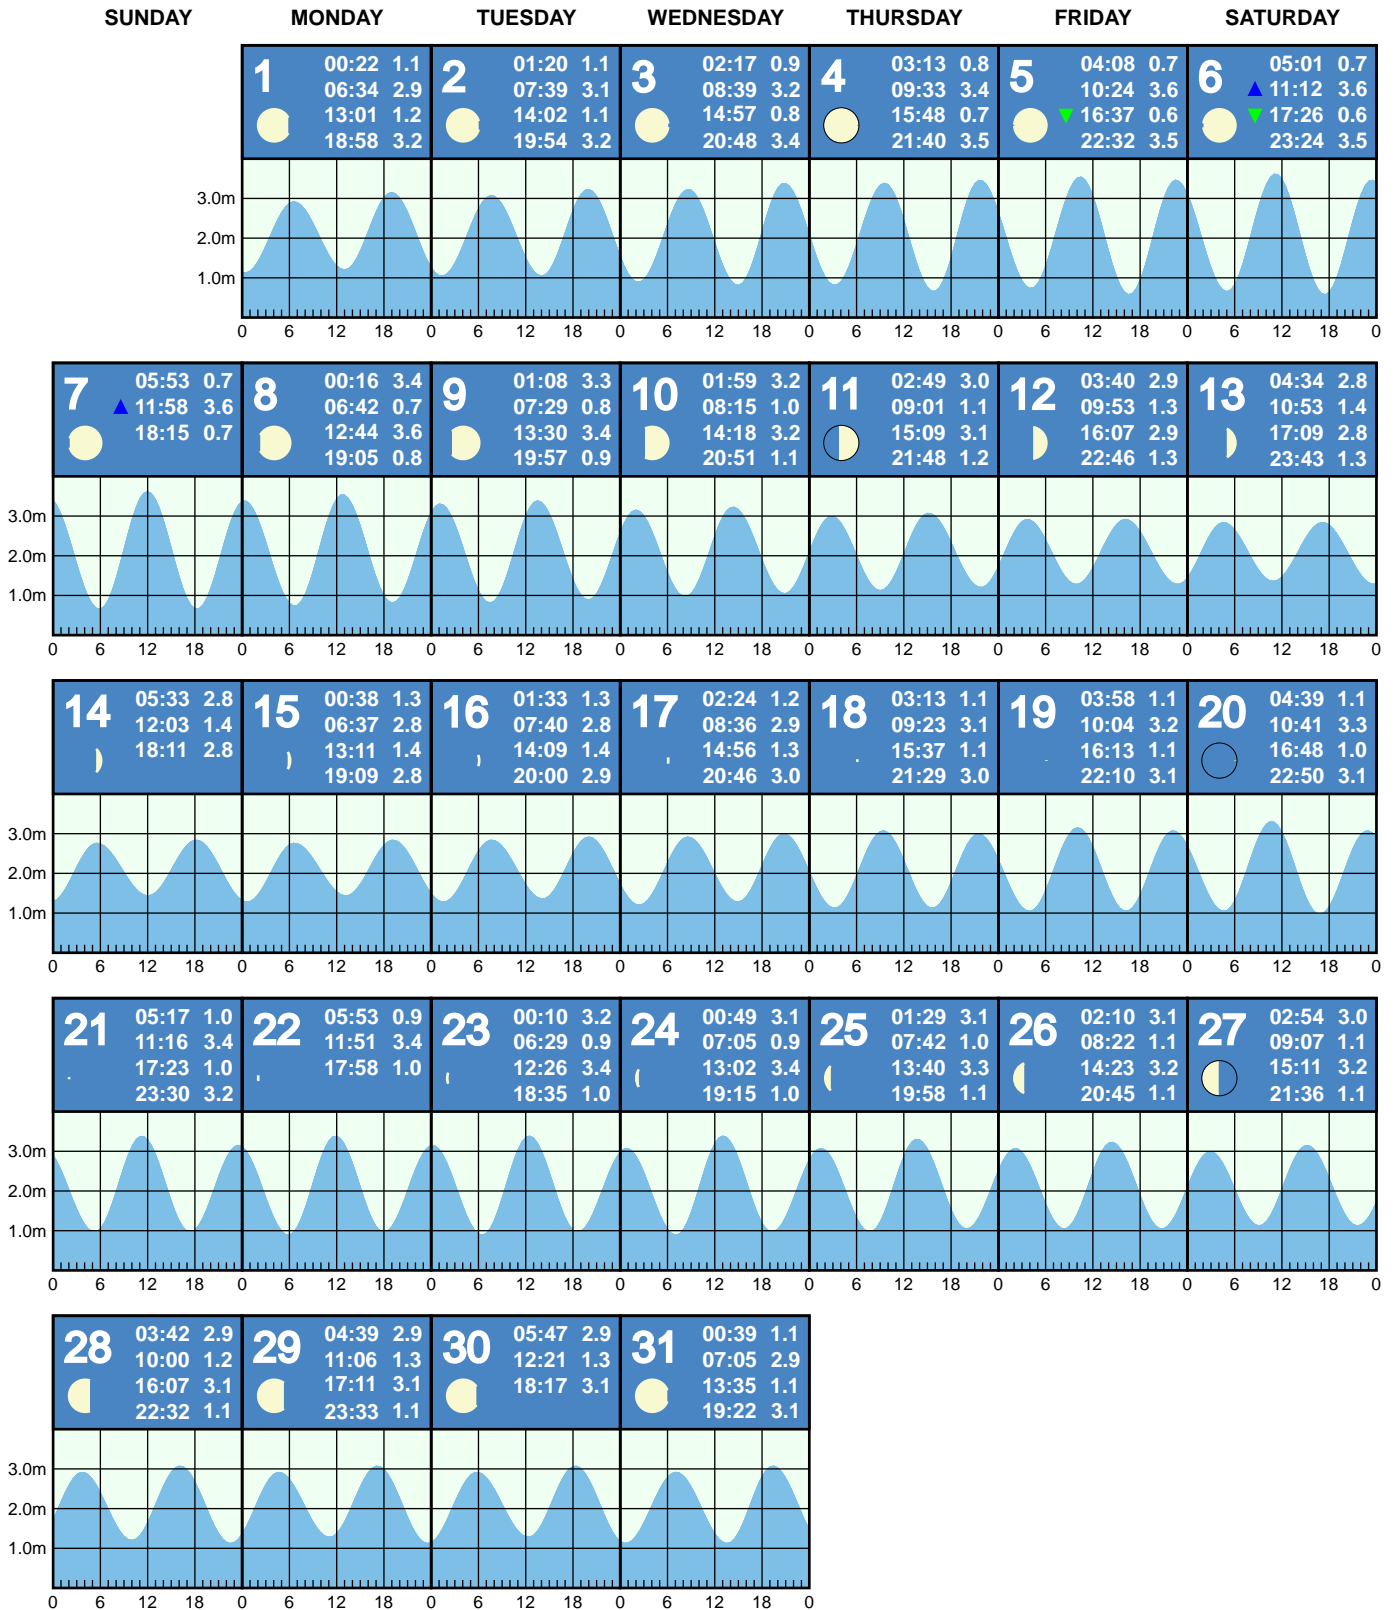 SUNDAY MONDAY TUESDAY WEDNESDAY THURSDAY FRIDAY SATURDAY
1 00:22 1.1
06:34 2.9
13:01 1.2
18:58 3.2
2 01:20 1.1
07:39 3.1
14:02 1.1
19:54 3.2
3 02:17 0.9
08:39 3.2
14:57 0.8
20:48 3.4
4 03:13 0.8
09:33 3.4
15:48 0.7
21:40 3.5
5 04:08 0.7
10:24 3.6
16:37 0.6
22:32 3.5
6 05:01 0.7
11:12 3.6
17:26 0.6
23:24 3.5
3.0m
2.0m
1.0m
0 6 12 18 0 6 12 18 0 6 12 18 0 6 12 18 0 6 12 18 0 6 12 18 0
7 05:53 0.7
11:58 3.6
18:15 0.7
8 00:16 3.4
06:42 0.7
12:44 3.6
19:05 0.8
9 01:08 3.3
07:29 0.8
13:30 3.4
19:57 0.9
10 01:59 3.2
08:15 1.0
14:18 3.2
20:51 1.1
11 02:49 3.0
09:01 1.1
15:09 3.1
21:48 1.2
12 03:40 2.9
09:53 1.3
16:07 2.9
22:46 1.3
13 04:34 2.8
10:53 1.4
17:09 2.8
23:43 1.3
3.0m
2.0m
1.0m
0 6 12 18 0 6 12 18 0 6 12 18 0 6 12 18 0 6 12 18 0 6 12 18 0 6 12 18 0
14 05:33 2.8
12:03 1.4
18:11 2.8
15 00:38 1.3
06:37 2.8
13:11 1.4
19:09 2.8
16 01:33 1.3
07:40 2.8
14:09 1.4
20:00 2.9
17 02:24 1.2
08:36 2.9
14:56 1.3
20:46 3.0
18 03:13 1.1
09:23 3.1
15:37 1.1
21:29 3.0
19 03:58 1.1
10:04 3.2
16:13 1.1
22:10 3.1
20 04:39 1.1
10:41 3.3
16:48 1.0
22:50 3.1
3.0m
2.0m
1.0m
0 6 12 18 0 6 12 18 0 6 12 18 0 6 12 18 0 6 12 18 0 6 12 18 0 6 12 18 0
21 05:17 1.0
11:16 3.4
17:23 1.0
23:30 3.2
22 05:53 0.9
11:51 3.4
17:58 1.0
23 00:10 3.2
06:29 0.9
12:26 3.4
18:35 1.0
24 00:49 3.1
07:05 0.9
13:02 3.4
19:15 1.0
25 01:29 3.1
07:42 1.0
13:40 3.3
19:58 1.1
26 02:10 3.1
08:22 1.1
14:23 3.2
20:45 1.1
27 02:54 3.0
09:07 1.1
15:11 3.2
21:36 1.1
3.0m
2.0m
1.0m
0 6 12 18 0 6 12 18 0 6 12 18 0 6 12 18 0 6 12 18 0 6 12 18 0 6 12 18 0
28 03:42 2.9
10:00 1.2
16:07 3.1
22:32 1.1
29 04:39 2.9
11:06 1.3
17:11 3.1
23:33 1.1
30 05:47 2.9
12:21 1.3
18:17 3.1
31 00:39 1.1
07:05 2.9
13:35 1.1
19:22 3.1
3.0m
2.0m
1.0m
0 6 12 18 0 6 12 18 0 6 12 18 0 6 12 18 0